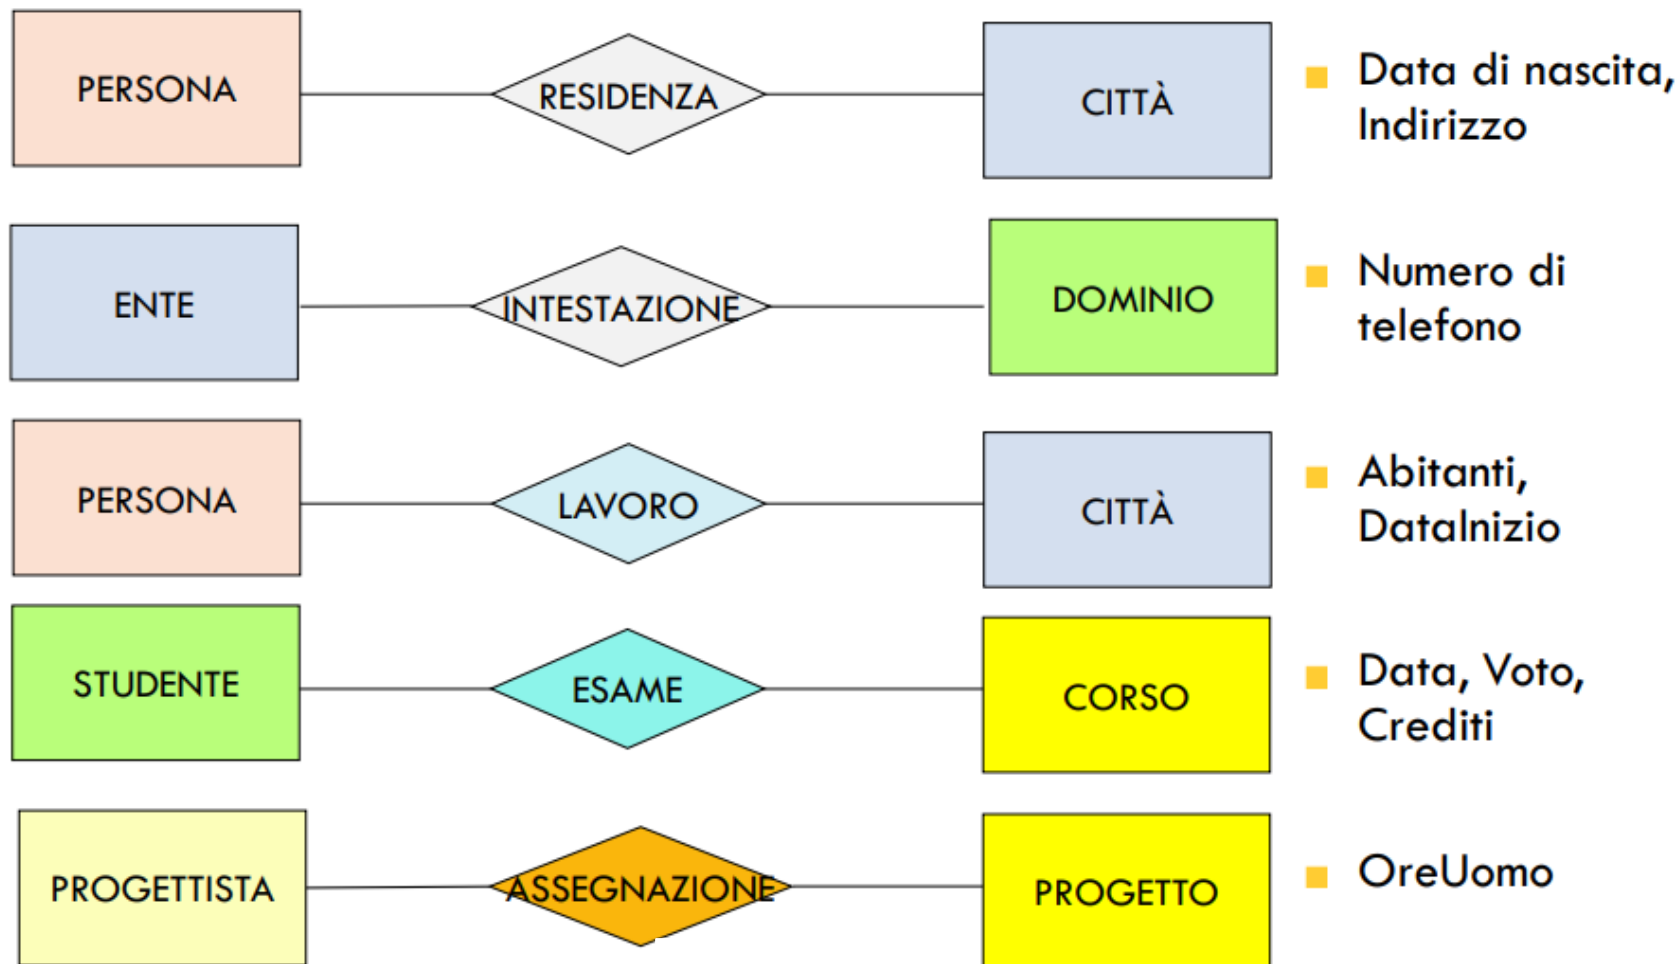 PERSONA
RESIDENZA
CITTÀ
Data di nascita,
Indirizzo
ENTE
INTESTAZIONE
DOMINIO
Numero di
telefono
PERSONA
LAVORO
CITTÀ
Abitanti,
DataInizio
STUDENTE
ESAME
CORSO
Data, Voto,
Crediti
PROGETTISTA
ASSEGNAZIONE
PROGETTO
OreUomo